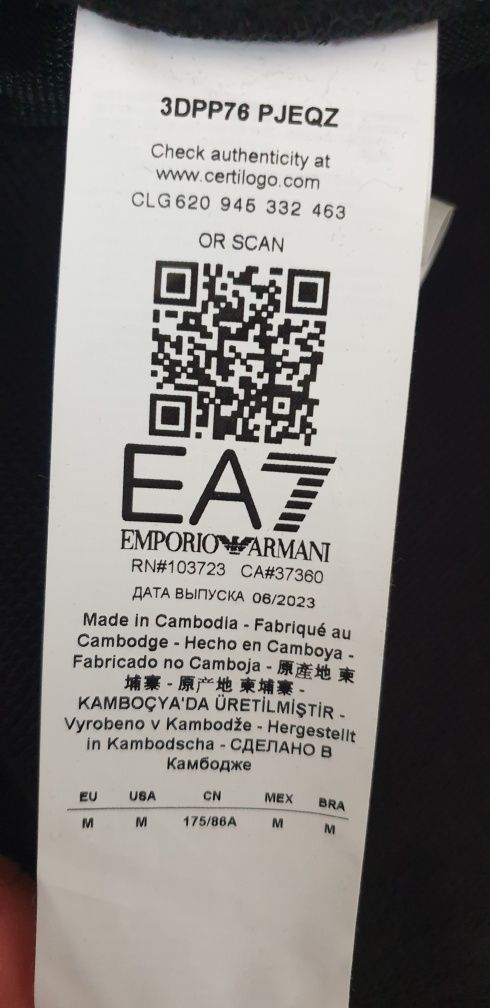 3DPP76 PJEQZ
Check authenticity at
www.certilogo.com
CLG 620 945 332 463
OR SCAN
EA7
EMPORIO ARMANI
RN#103723 CA#37360
ДАТА ВЫПУСКА 06/2023
Made in Cambodia - Fabriqué au
Cambodge - Hecho en Camboya -
Fabricado no Camboja - 原產地 柬
埔寨 - 原产地 柬埔寨 -
KAMBOÇYA'DA ÜRETİLMİŞTİR -
Vyrobeno v Kambodže - Hergestellt
in Kambodscha - СДЕЛАНО В
Камбодже
EU USA CN MEX BRA
M M 175/86A M M